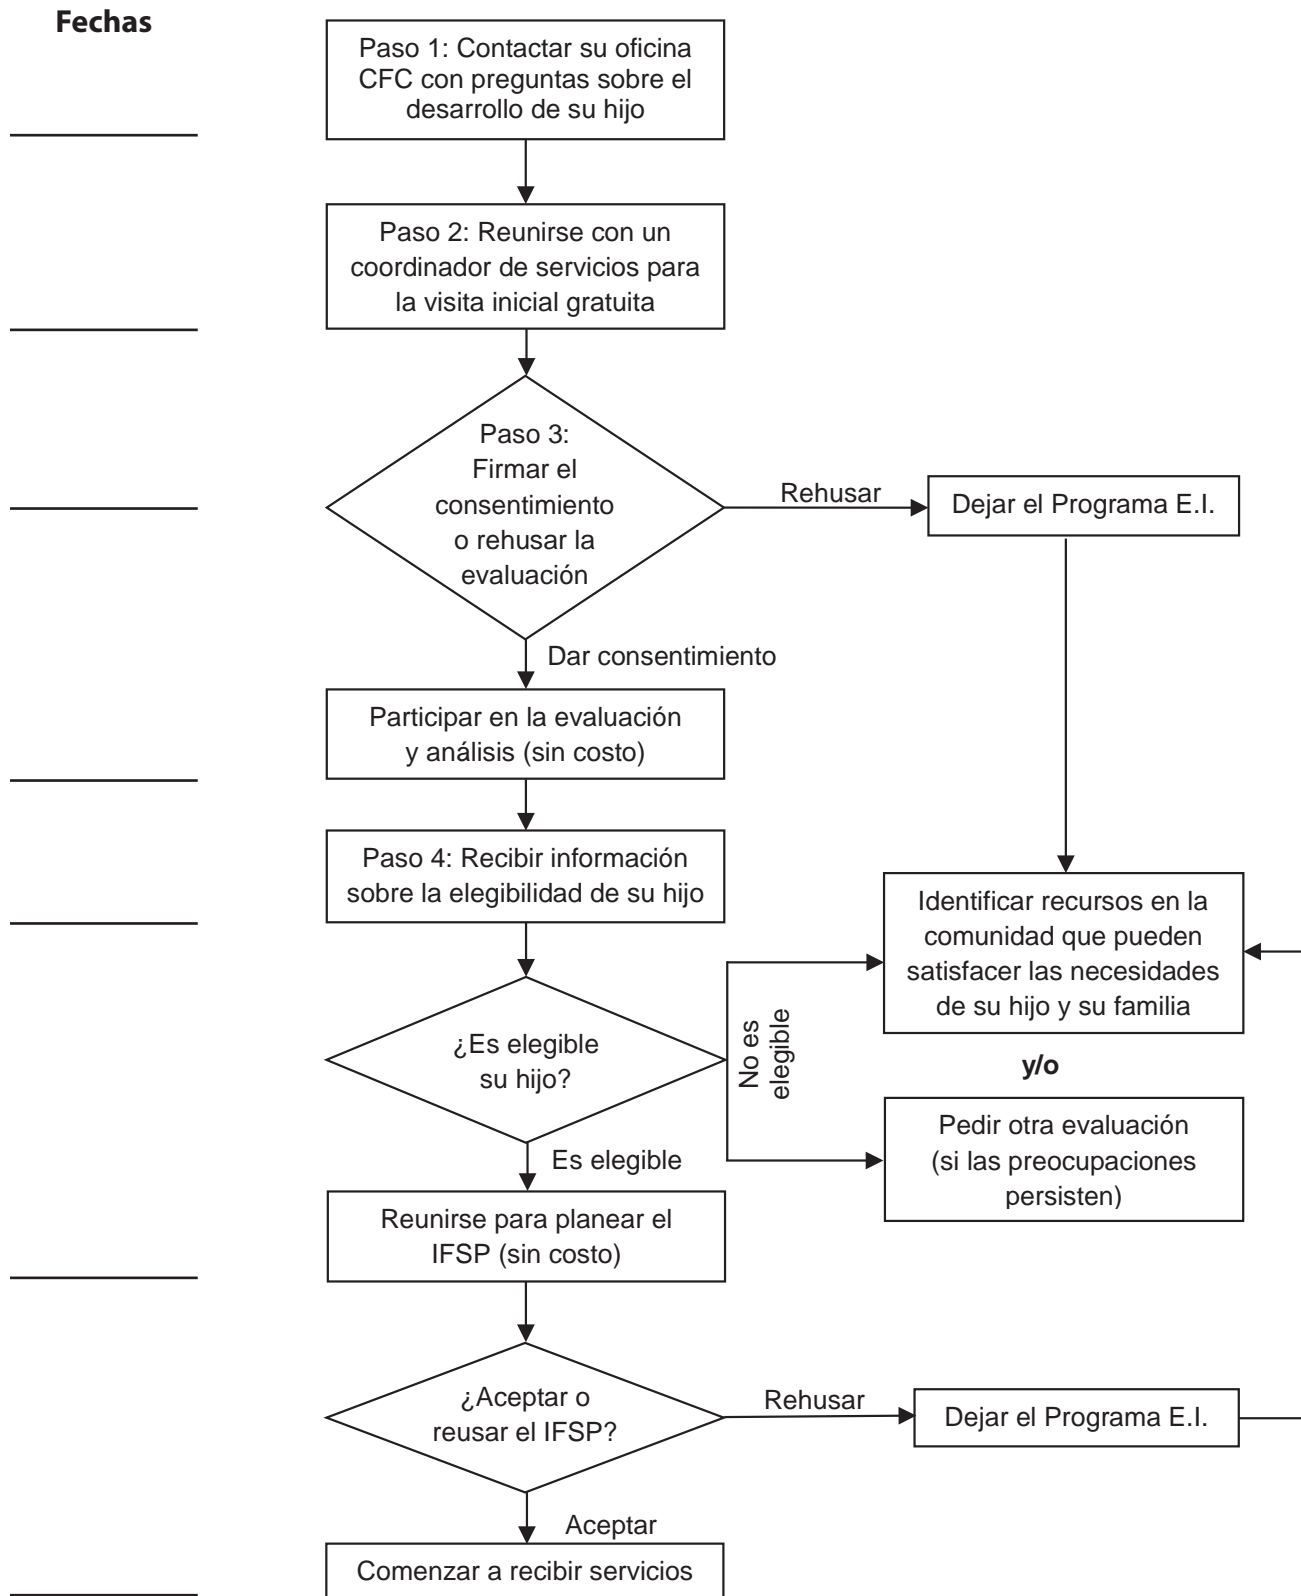 Fechas
Paso 1: Contactar su oficina
CFC con preguntas sobre el
desarrollo de su hijo
Paso 2: Reunirse con un
coordinador de servicios para
la visita inicial gratuita
Paso 3:
Firmar el
consentimiento
o rehusar la
evaluación
Rehusar
Dejar el Programa E.I.
Dar consentimiento
Participar en la evaluación
y análisis (sin costo)
Paso 4: Recibir información
sobre la elegibilidad de su hijo
Identificar recursos en la
comunidad que pueden
satisfacer las necesidades
de su hijo y su familia
¿Es elegible
su hijo?
No es
elegible
y/o
Pedir otra evaluación
(si las preocupaciones
persisten)
Es elegible
Reunirse para planear el
IFSP (sin costo)
¿Aceptar o
reusar el IFSP?
Rehusar
Dejar el Programa E.I.
Aceptar
Comenzar a recibir servicios